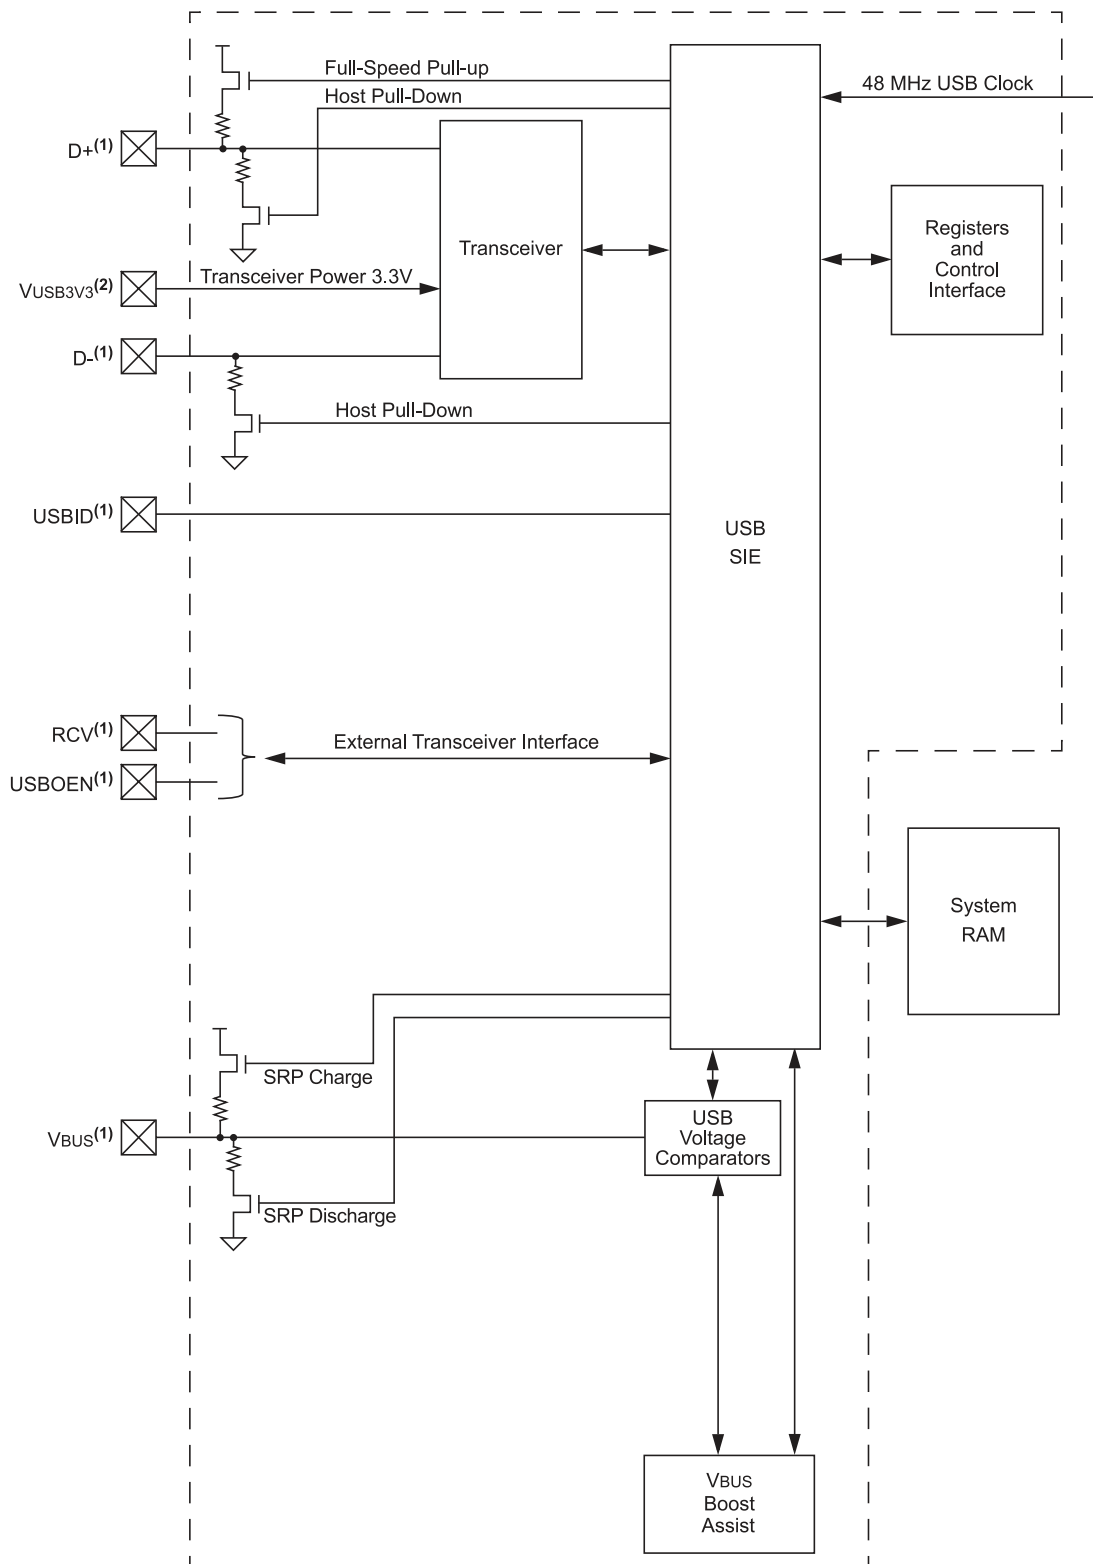 Full-Speed Pull-up
Host Pull-Down
48 MHz USB Clock
D+(1)
Transceiver
Registers
and
Control
Interface
Transceiver Power 3.3V
VUSB3V3(2)
D-(1)
Host Pull-Down
USBID(1)
USB
SIE
RCV(1)
External Transceiver Interface
USBOEN(1)
System
RAM
SRP Charge
VBUS(1)
USB
Voltage
Comparators
SRP Discharge
VBUS
Boost
Assist